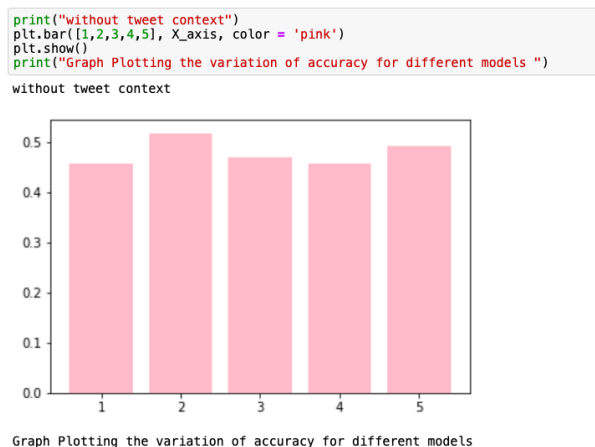 print("without tweet context")
plt.bar([1,2,3,4,5], X_axis, color = 'pink')
plt.show()
print("Graph Plotting the variation of accuracy for different models ")
without tweet context
0.5
0.4
0.3
0.2
0.1
0.0
1 2 3 4 5
Graph Plotting the variation of accuracy for different models